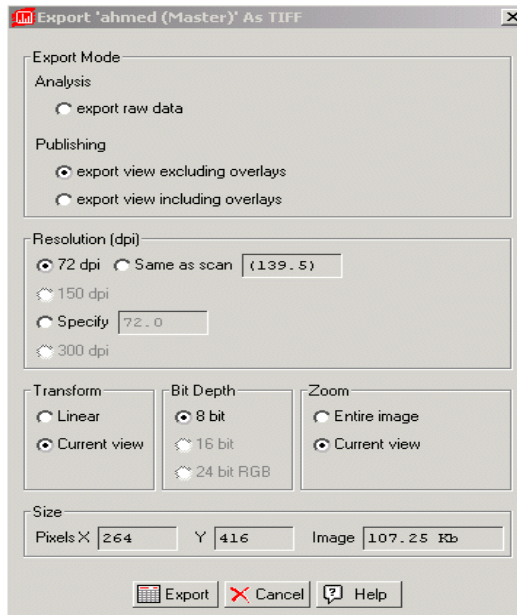 Export 'ahmed (Master)' As TIFF
Export Mode
Analysis
export raw data
Publishing
export view excluding overlays
export view including overlays
Resolution (dpi)
72 dpi Same as scan (139.5)
150 dpi
Specify 72.0
300 dpi
Transform
Linear
Current view
Bit Depth
8 bit
16 bit
24 bit RGB
Zoom
Entire image
Current view
Size
Pixels X 264 Y 416 Image 107.25 Kb
Export Cancel Help